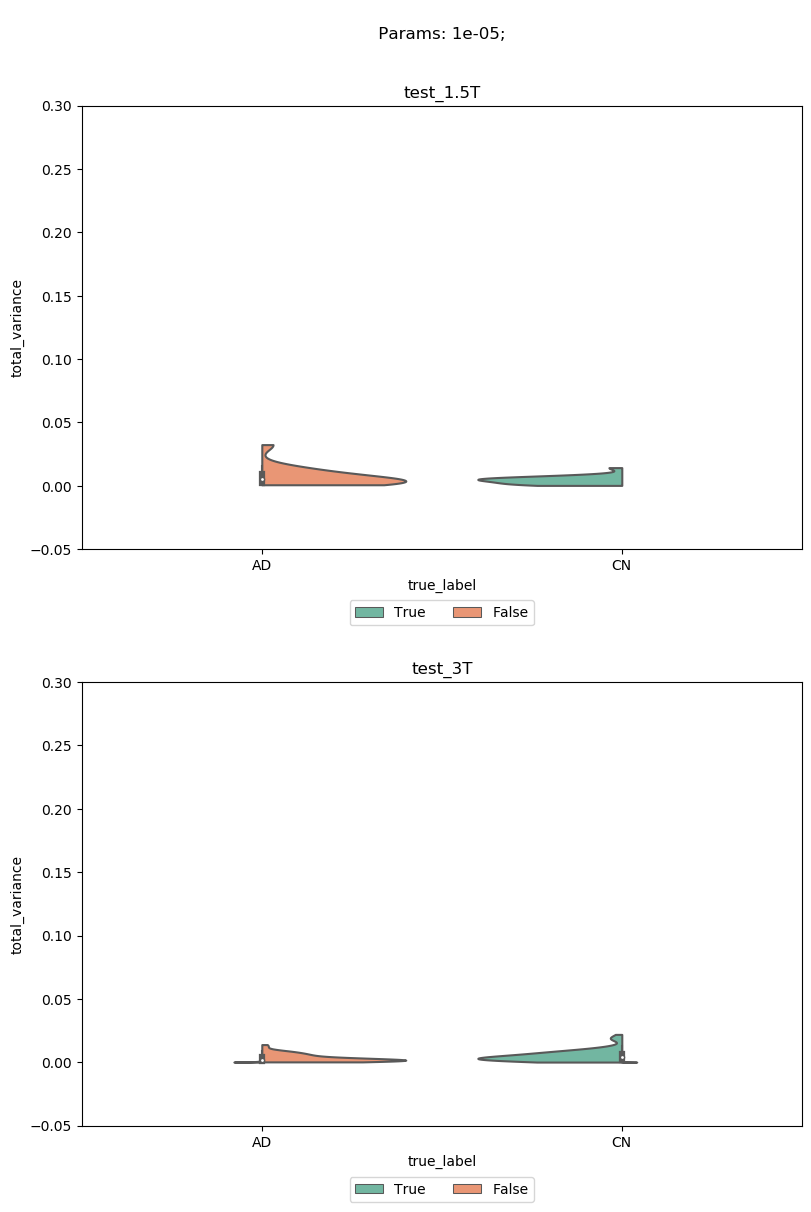 Params: 1e-05;
test_1.5T
0.30
0.25
0.20
0.15
0.10
0.05
0.00
−0.05
total_variance
AD CN
true_label
True False
test_3T
0.30
0.25
0.20
0.15
0.10
0.05
0.00
−0.05
total_variance
AD CN
true_label
True False